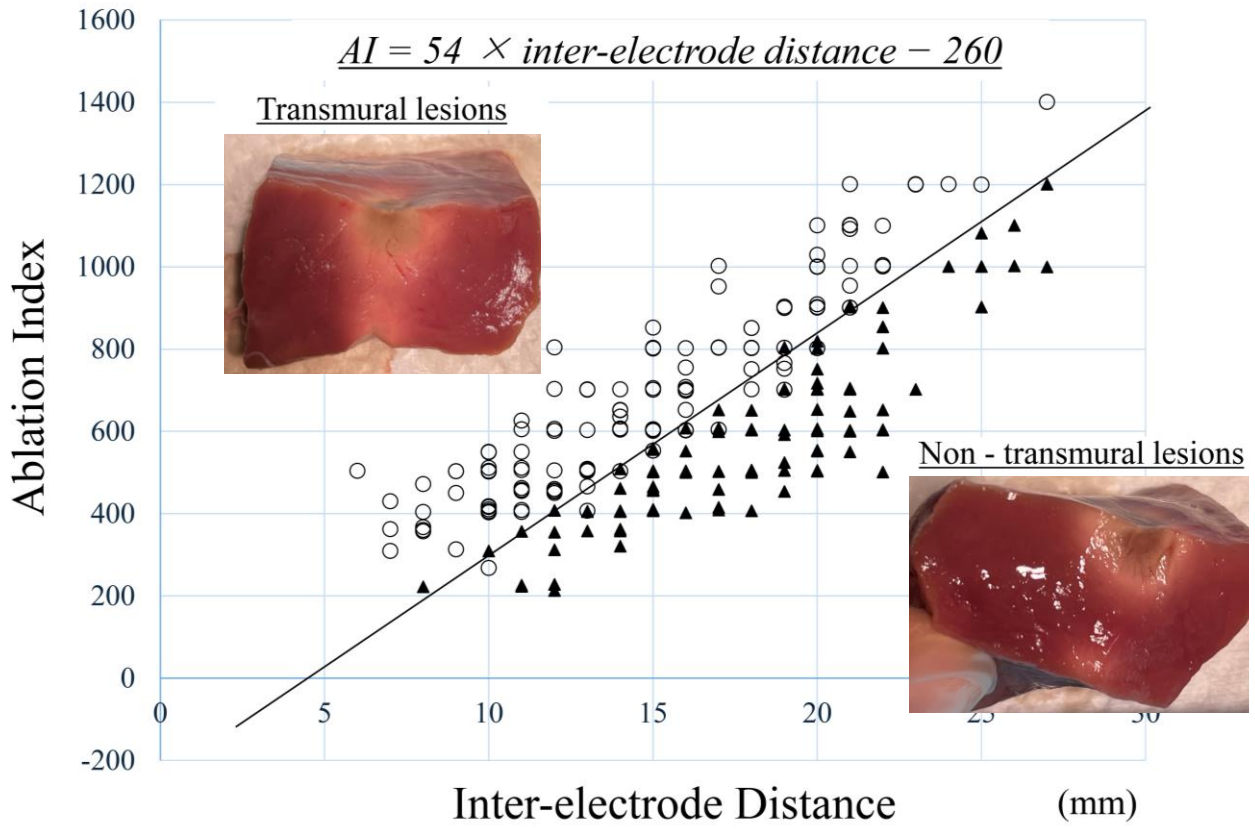 1600
AI = 54 × inter-electrode distance − 260
1400
Transmural lesions
1200
1000
Ablation Index
800
600
Non - transmural lesions
400
200
0
0 5 10 15 20 25 30
-200
Inter-electrode Distance (mm)